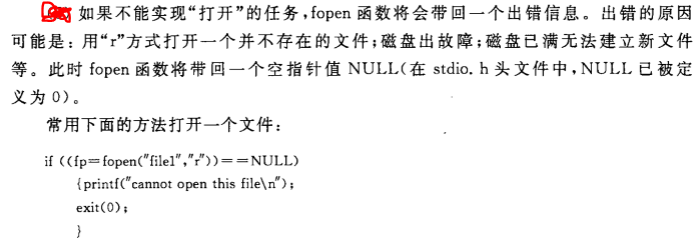 如果不能实现“打开”的任务,fopen 函数将会带回一个出错信息。出错的原因
可能是:用“r”方式打开一个并不存在的文件;磁盘出故障;磁盘已满无法建立新文件
等。此时 fopen 函数将带回一个空指针值 NULL(在 stdio. h 头文件中,NULL 已被定
义为 0)。
常用下面的方法打开一个文件:
if ((fp=fopen("file1","r"))==NULL)
{printf("cannot open this file\n");
exit(0);
}